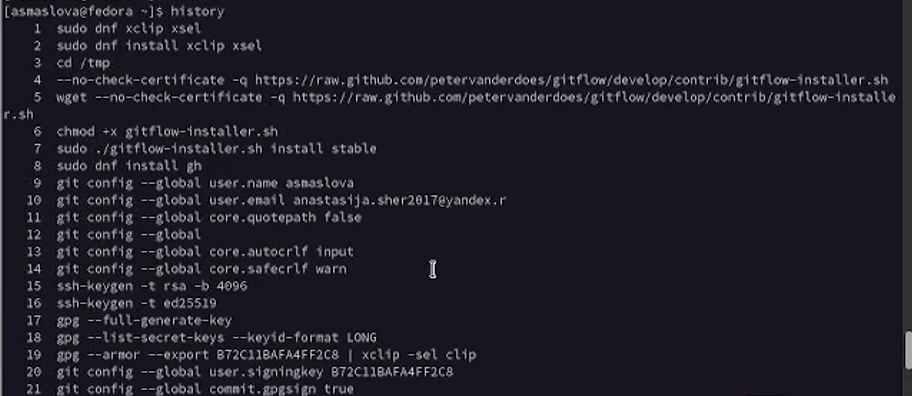 [asmaslova@fedora ~]$ history
1 sudo dnf xclip xsel
2 sudo dnf install xclip xsel
3 cd /tmp
4 --no-check-certificate -q https://raw.github.com/petervanderdoes/gitflow/develop/contrib/gitflow-installer.sh
5 wget --no-check-certificate -q https://raw.github.com/petervanderdoes/gitflow/develop/contrib/gitflow-installe
r.sh
6 chmod +x gitflow-installer.sh
7 sudo ./gitflow-installer.sh install stable
8 sudo dnf install gh
9 git config --global user.name asmaslova
10 git config --global user.email anastasija.sher2017@yandex.r
11 git config --global core.quotepath false
12 git config --global
13 git config --global core.autocrlf input
14 git config --global core.safecrlf warn
15 ssh-keygen -t rsa -b 4096
16 ssh-keygen -t ed25519
17 gpg --full-generate-key
18 gpg --list-secret-keys --keyid-format LONG
19 gpg --armor --export B72C11BAFA4FF2C8 | xclip -sel clip
20 git config --global user.signingkey B72C11BAFA4FF2C8
21 git config --global commit.gpgsign true